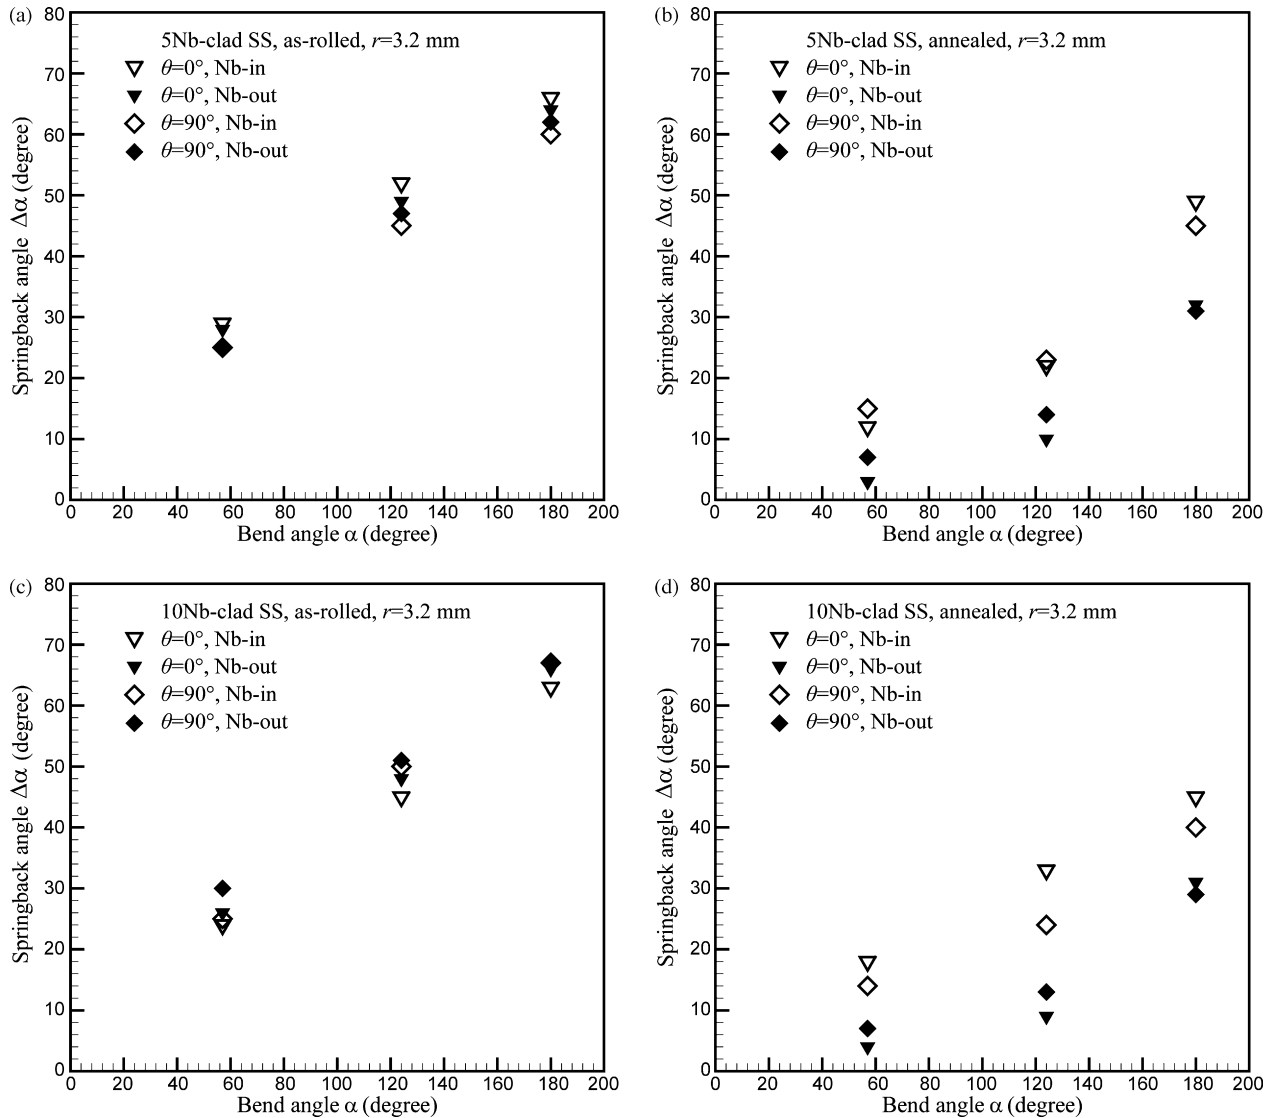 (a)
5Nb-clad SS, as-rolled, r=3.2 mm
θ=0°, Nb-in
θ=0°, Nb-out
θ=90°, Nb-in
θ=90°, Nb-out
80
70
60
50
40
30
20
10
0
Springback angle Δα (degree)
0 20 40 60 80 100 120 140 160 180 200
Bend angle α (degree)
(b)
5Nb-clad SS, annealed, r=3.2 mm
θ=0°, Nb-in
θ=0°, Nb-out
θ=90°, Nb-in
θ=90°, Nb-out
80
70
60
50
40
30
20
10
0
Springback angle Δα (degree)
0 20 40 60 80 100 120 140 160 180 200
Bend angle α (degree)
(c)
10Nb-clad SS, as-rolled, r=3.2 mm
θ=0°, Nb-in
θ=0°, Nb-out
θ=90°, Nb-in
θ=90°, Nb-out
80
70
60
50
40
30
20
10
0
Springback angle Δα (degree)
0 20 40 60 80 100 120 140 160 180 200
Bend angle α (degree)
(d)
10Nb-clad SS, annealed, r=3.2 mm
θ=0°, Nb-in
θ=0°, Nb-out
θ=90°, Nb-in
θ=90°, Nb-out
80
70
60
50
40
30
20
10
0
Springback angle Δα (degree)
0 20 40 60 80 100 120 140 160 180 200
Bend angle α (degree)